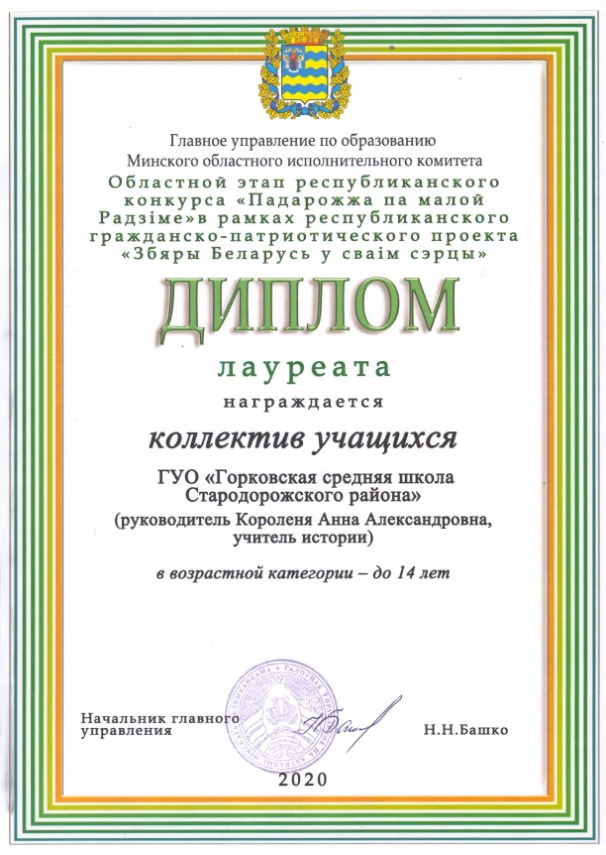 Главное управление по образованию
Минского областного исполнительного комитета
Областной этап республиканского
конкурса «Падарожжа па малой
Радзіме»в рамках республиканского
гражданско-патриотического проекта
«Збяры Беларусь у сваім сэрцы»
ДИПЛОМ
лауреата
награждается
коллектив учащихся
ГУО «Горковская средняя школа
Стародорожского района»
(руководитель Короленя Анна Александровна,
учитель истории)
в возрастной категории – до 14 лет
Начальник главного
управления
Н.Н.Башко
2020